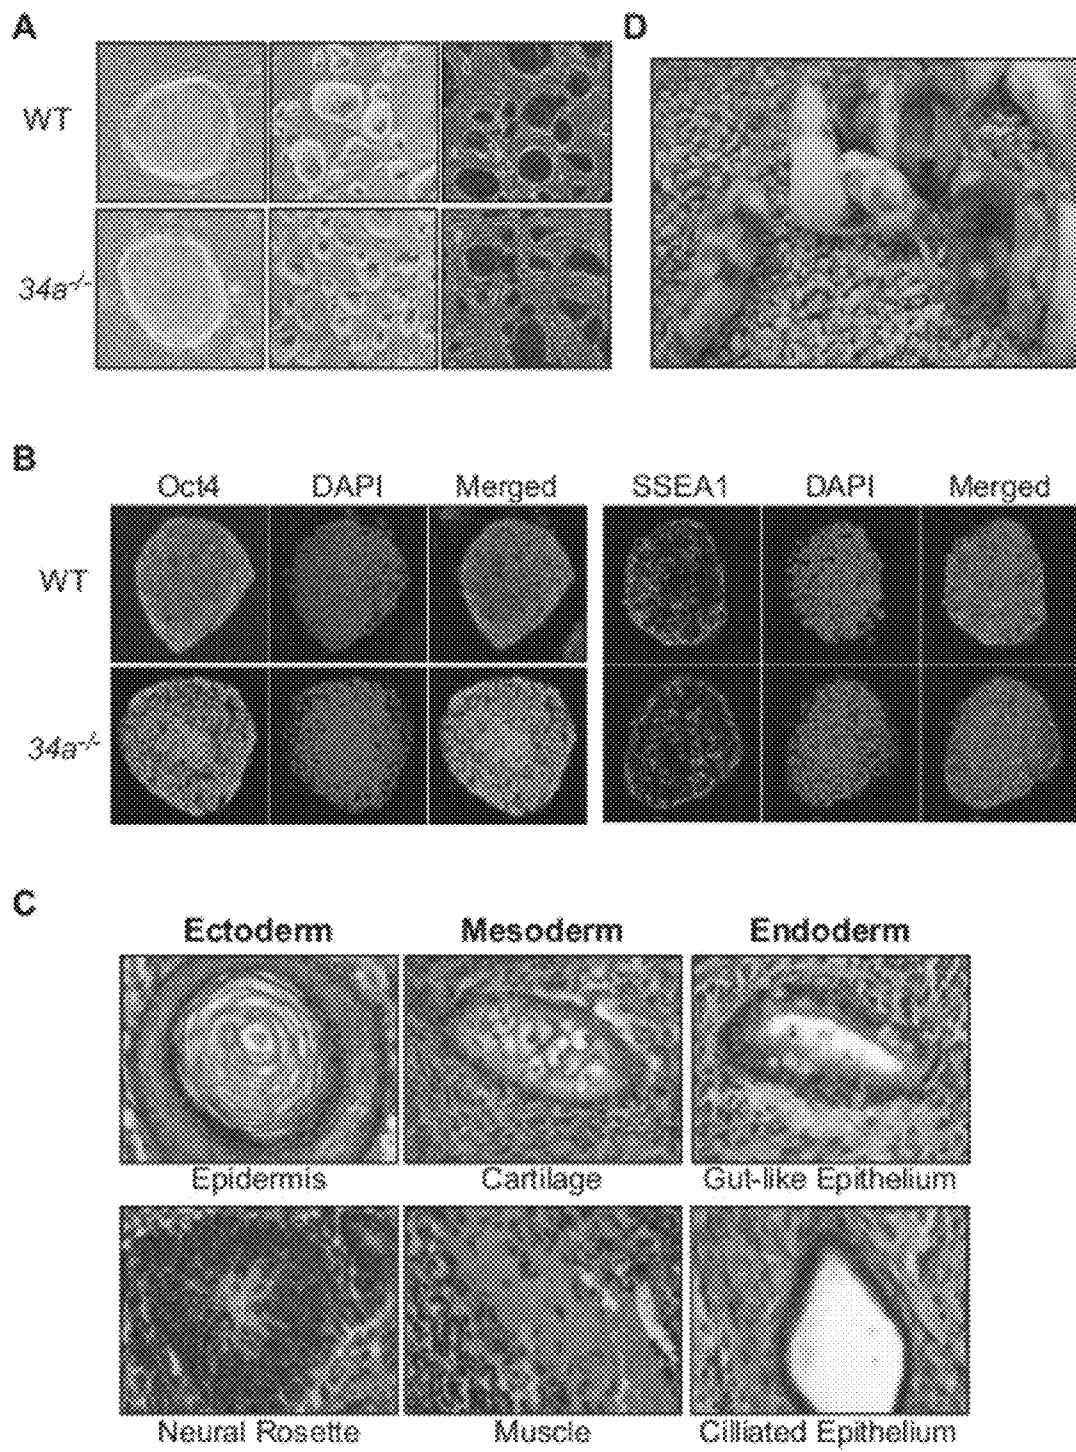 A
D
WT
34a-/-
B
Oct4 DAPI Merged SSEA1 DAPI Merged
WT
34a-/-
C
Ectoderm Mesoderm Endoderm
Epidermis Cartilage Gut-like Epithelium
Neural Rosette Muscle Cilliated Epithelium